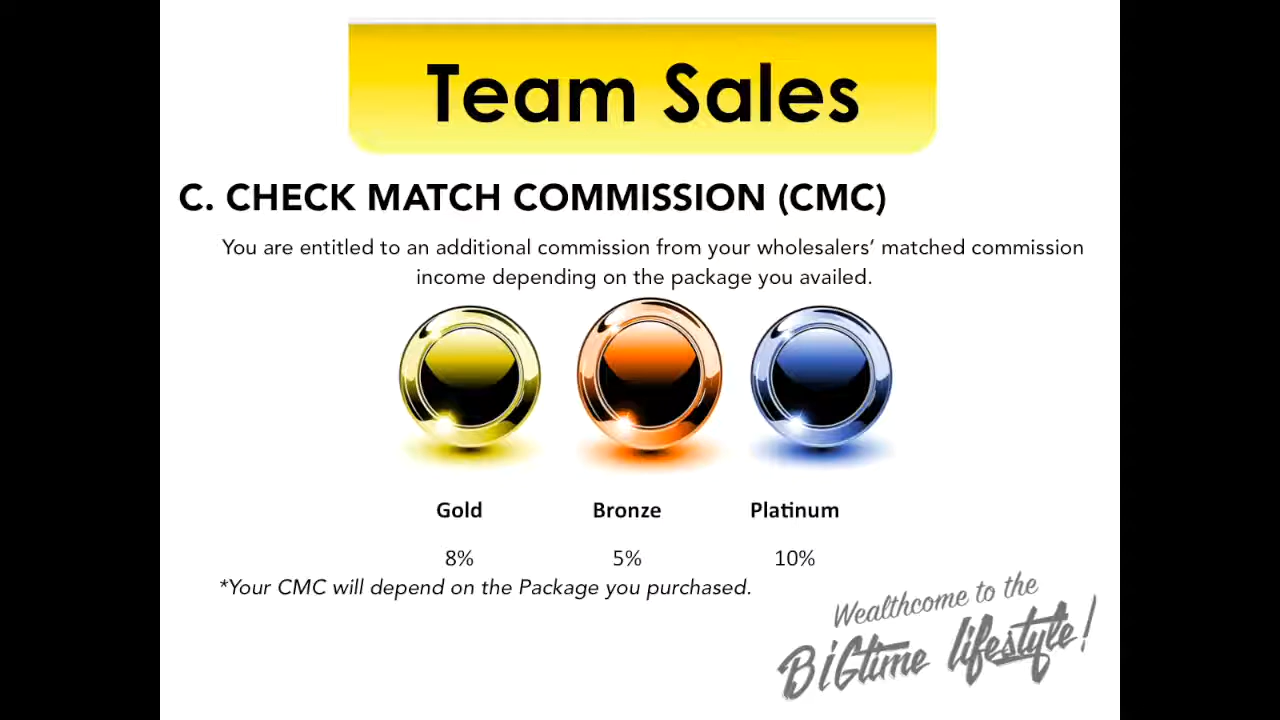 Team Sales
C. CHECK MATCH COMMISSION (CMC)
You are entitled to an additional commission from your wholesalers’ matched commission
income depending on the package you availed.
Gold Bronze Platinum
8% 5% 10%
*Your CMC will depend on the Package you purchased.
Wealthcome to the
BiGtime lifestyle!